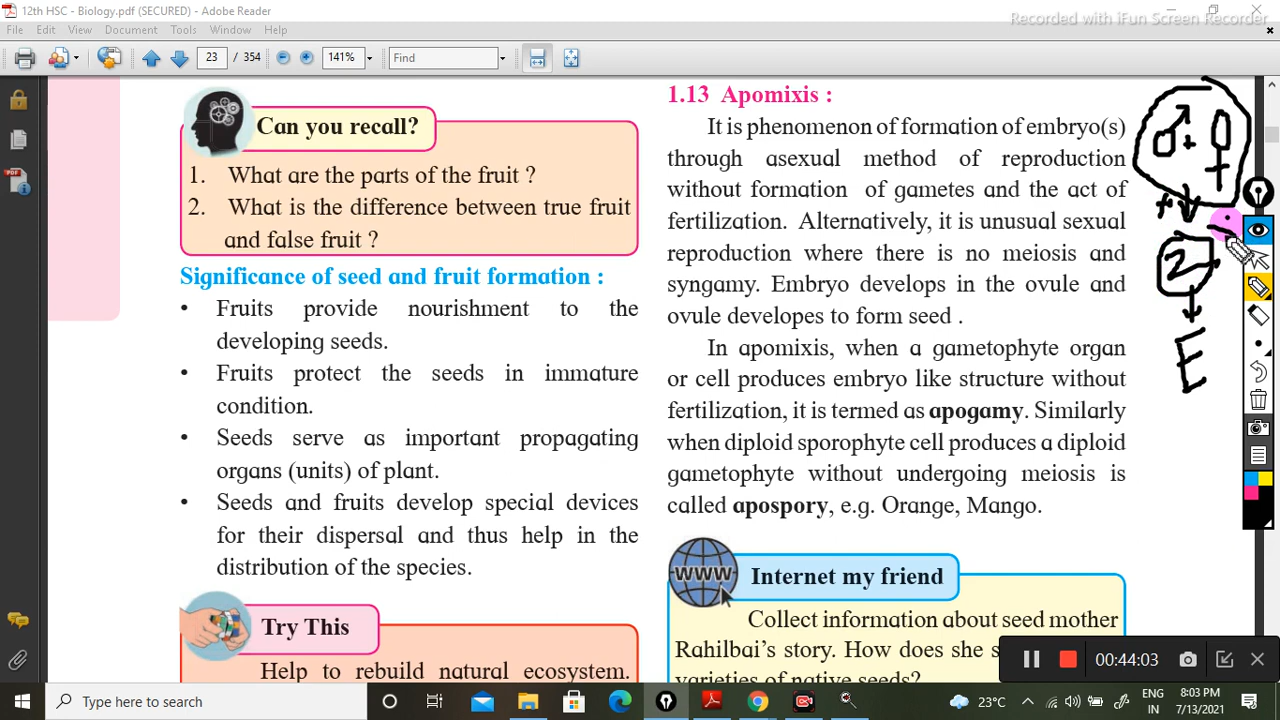 12th HSC - Biology.pdf (SECURED) - Adobe Reader
Recorded with iFun Screen Recorder
File Edit View Document Tools Window Help
23 / 354 141% Find
Can you recall?
1. What are the parts of the fruit ?
2. What is the difference between true fruit
and false fruit ?
Significance of seed and fruit formation :
• Fruits provide nourishment to the
developing seeds.
• Fruits protect the seeds in immature
condition.
• Seeds serve as important propagating
organs (units) of plant.
• Seeds and fruits develop special devices
for their dispersal and thus help in the
distribution of the species.
Try This
Help to rebuild natural ecosystem.
1.13 Apomixis :
It is phenomenon of formation of embryo(s)
through asexual method of reproduction
without formation of gametes and the act of
fertilization. Alternatively, it is unusual sexual
reproduction where there is no meiosis and
syngamy. Embryo develops in the ovule and
ovule developes to form seed .
In apomixis, when a gametophyte organ
or cell produces embryo like structure without
fertilization, it is termed as apogamy. Similarly
when diploid sporophyte cell produces a diploid
gametophyte without undergoing meiosis is
called apospory, e.g. Orange, Mango.
www
Internet my friend
Collect information about seed mother
Rahilbai's story. How does she s
varieties of native seeds?
♂ + ♀
2
E
00:44:03
Type here to search
23°C
ENG
IN
8:03 PM
7/13/2021